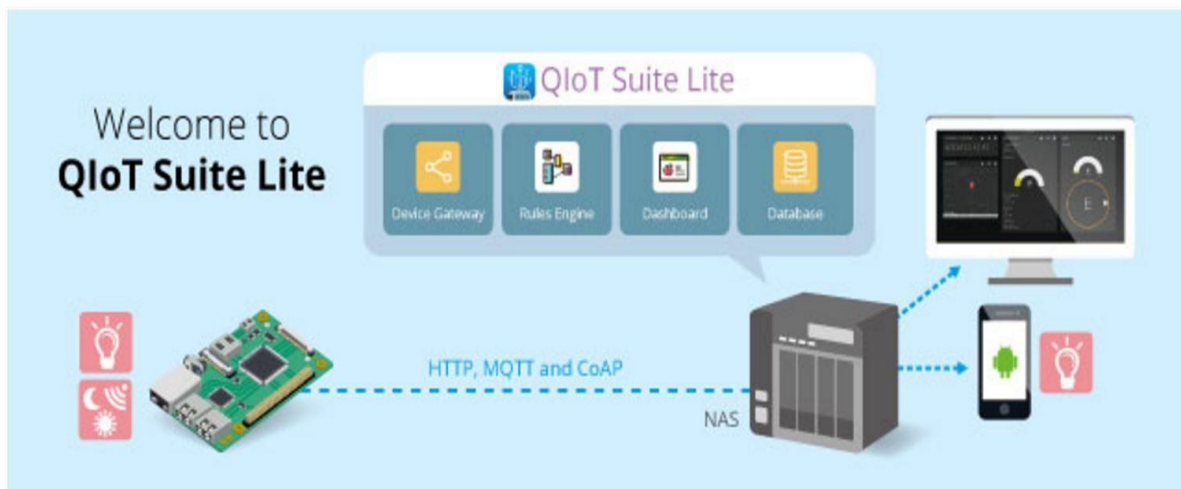 Welcome to
QIoT Suite Lite
QIoT Suite Lite
Device Gateway
Rules Engine
Dashboard
Database
HTTP, MQTT and CoAP
NAS
E